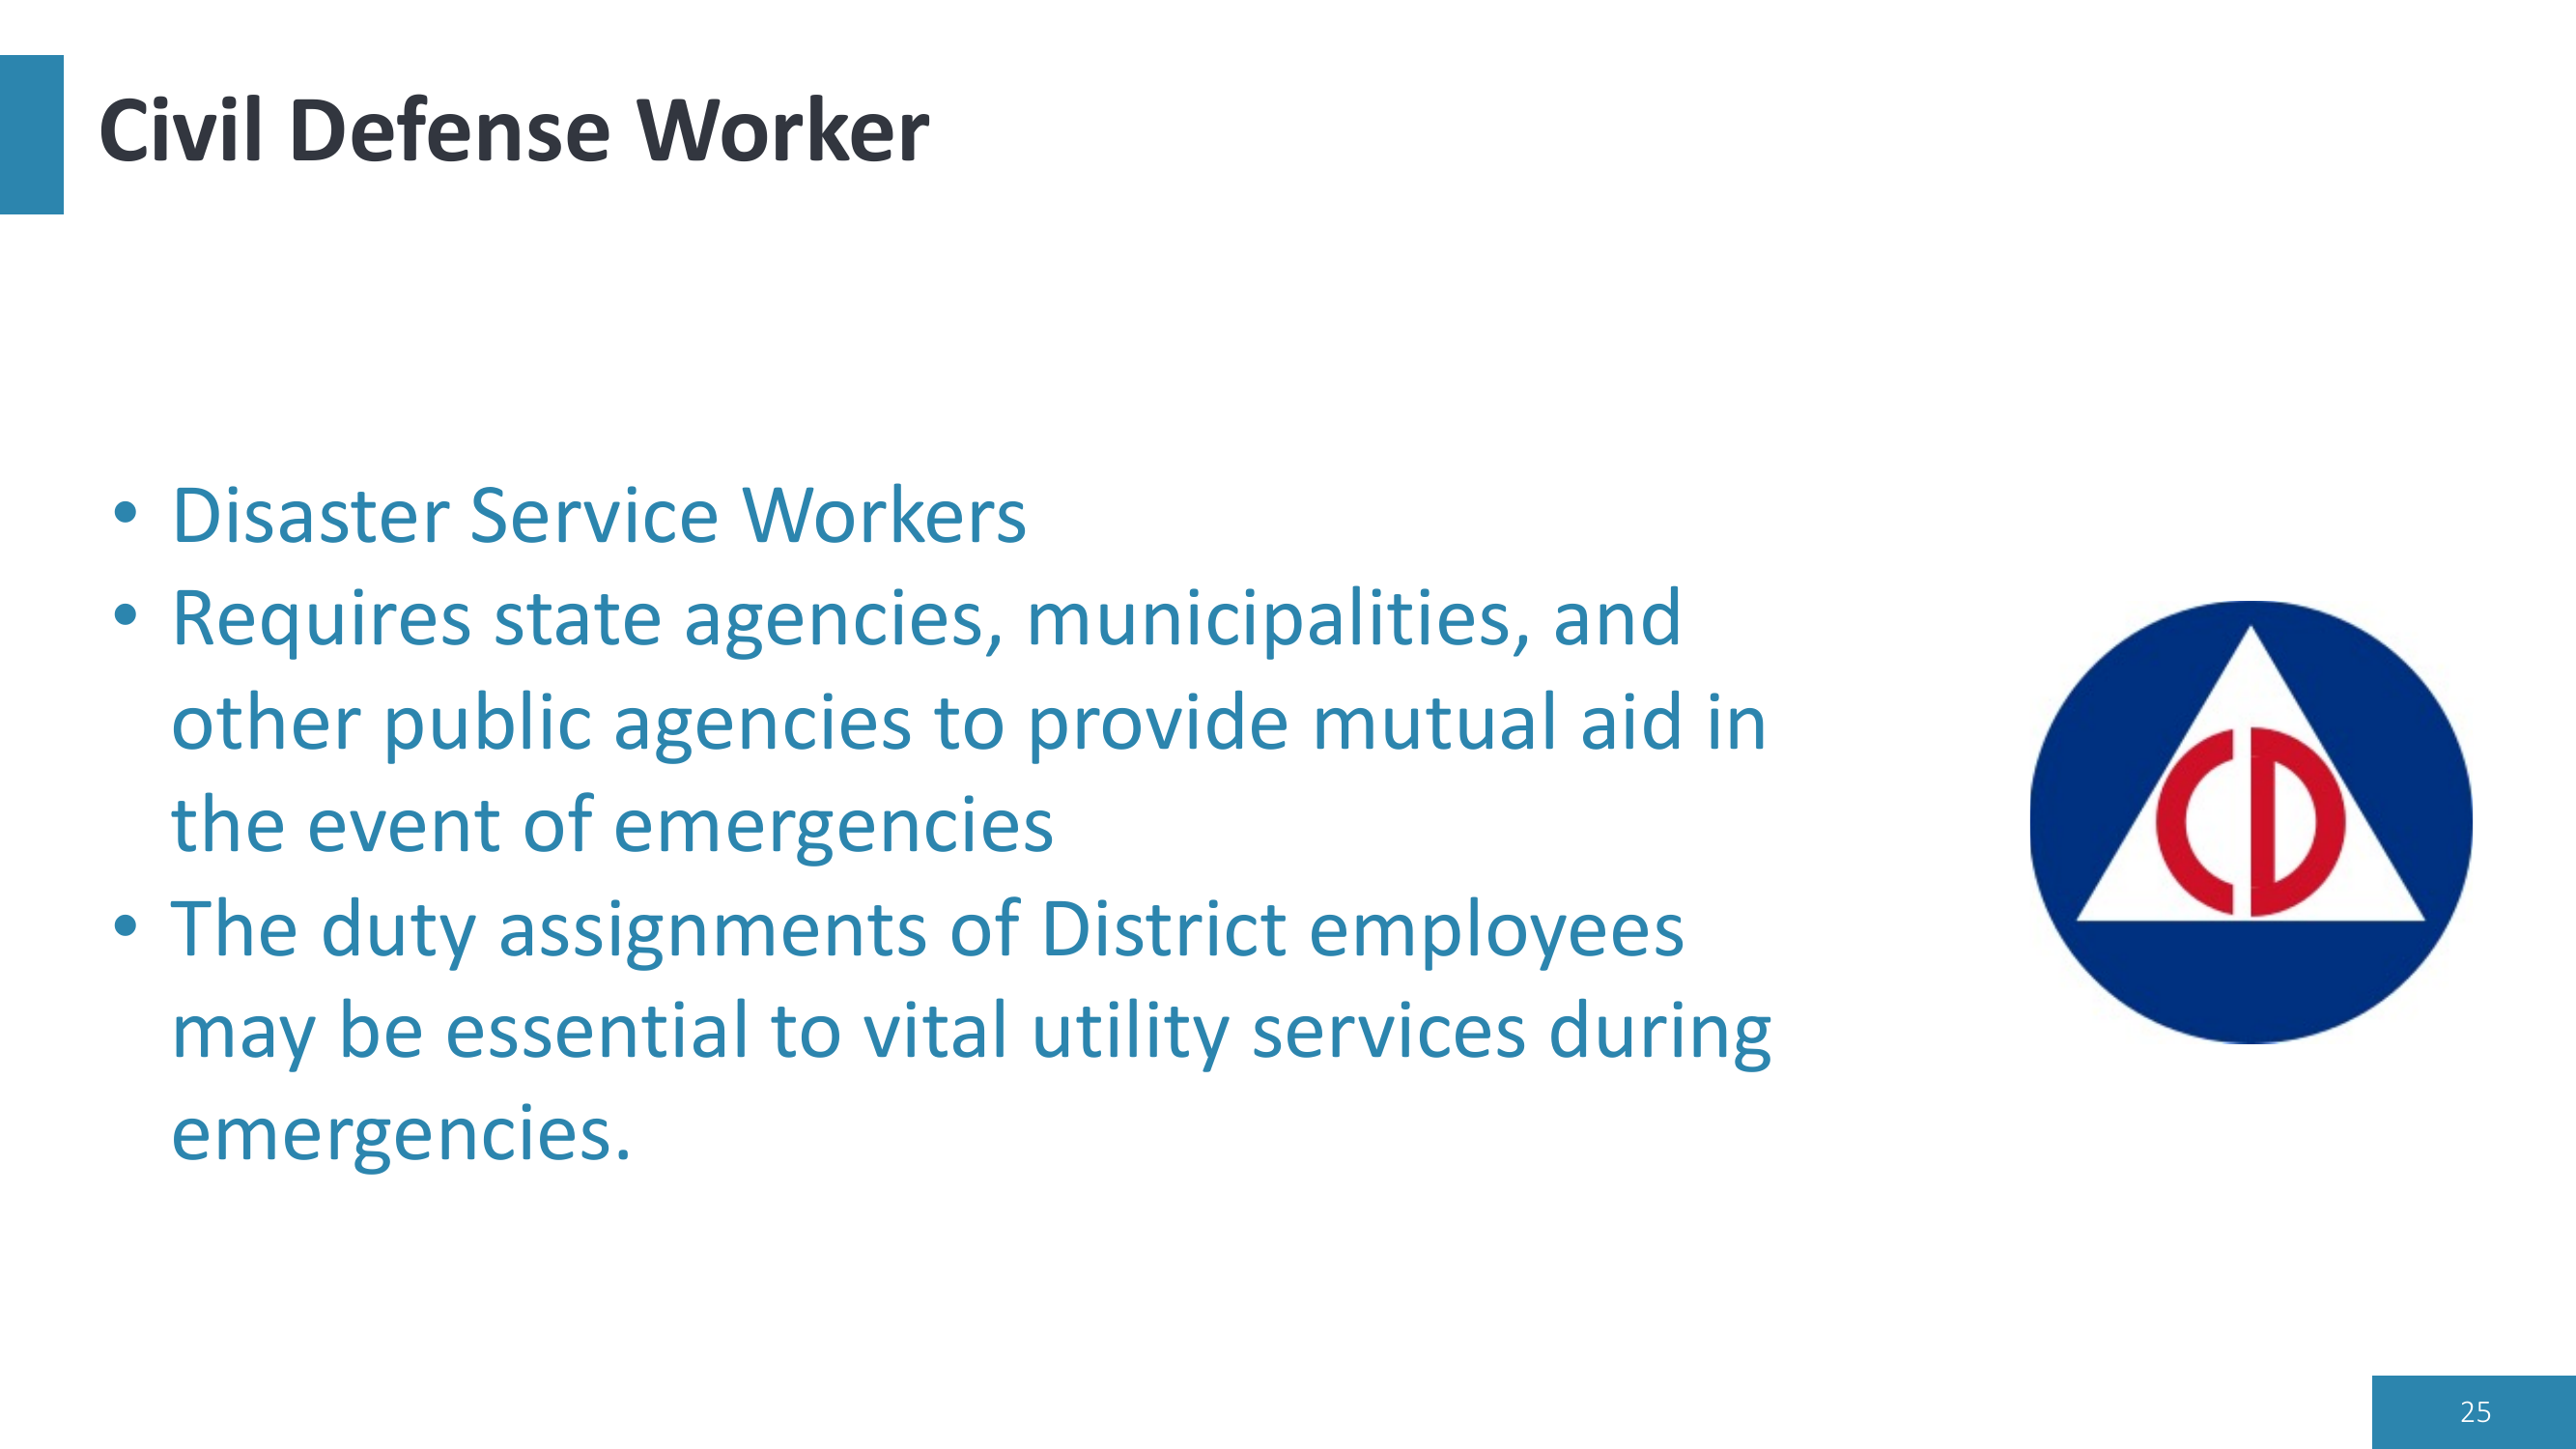 Civil Defense Worker
• Disaster Service Workers
• Requires state agencies, municipalities, and
other public agencies to provide mutual aid in
the event of emergencies
• The duty assignments of District employees
may be essential to vital utility services during
emergencies.
CD
25